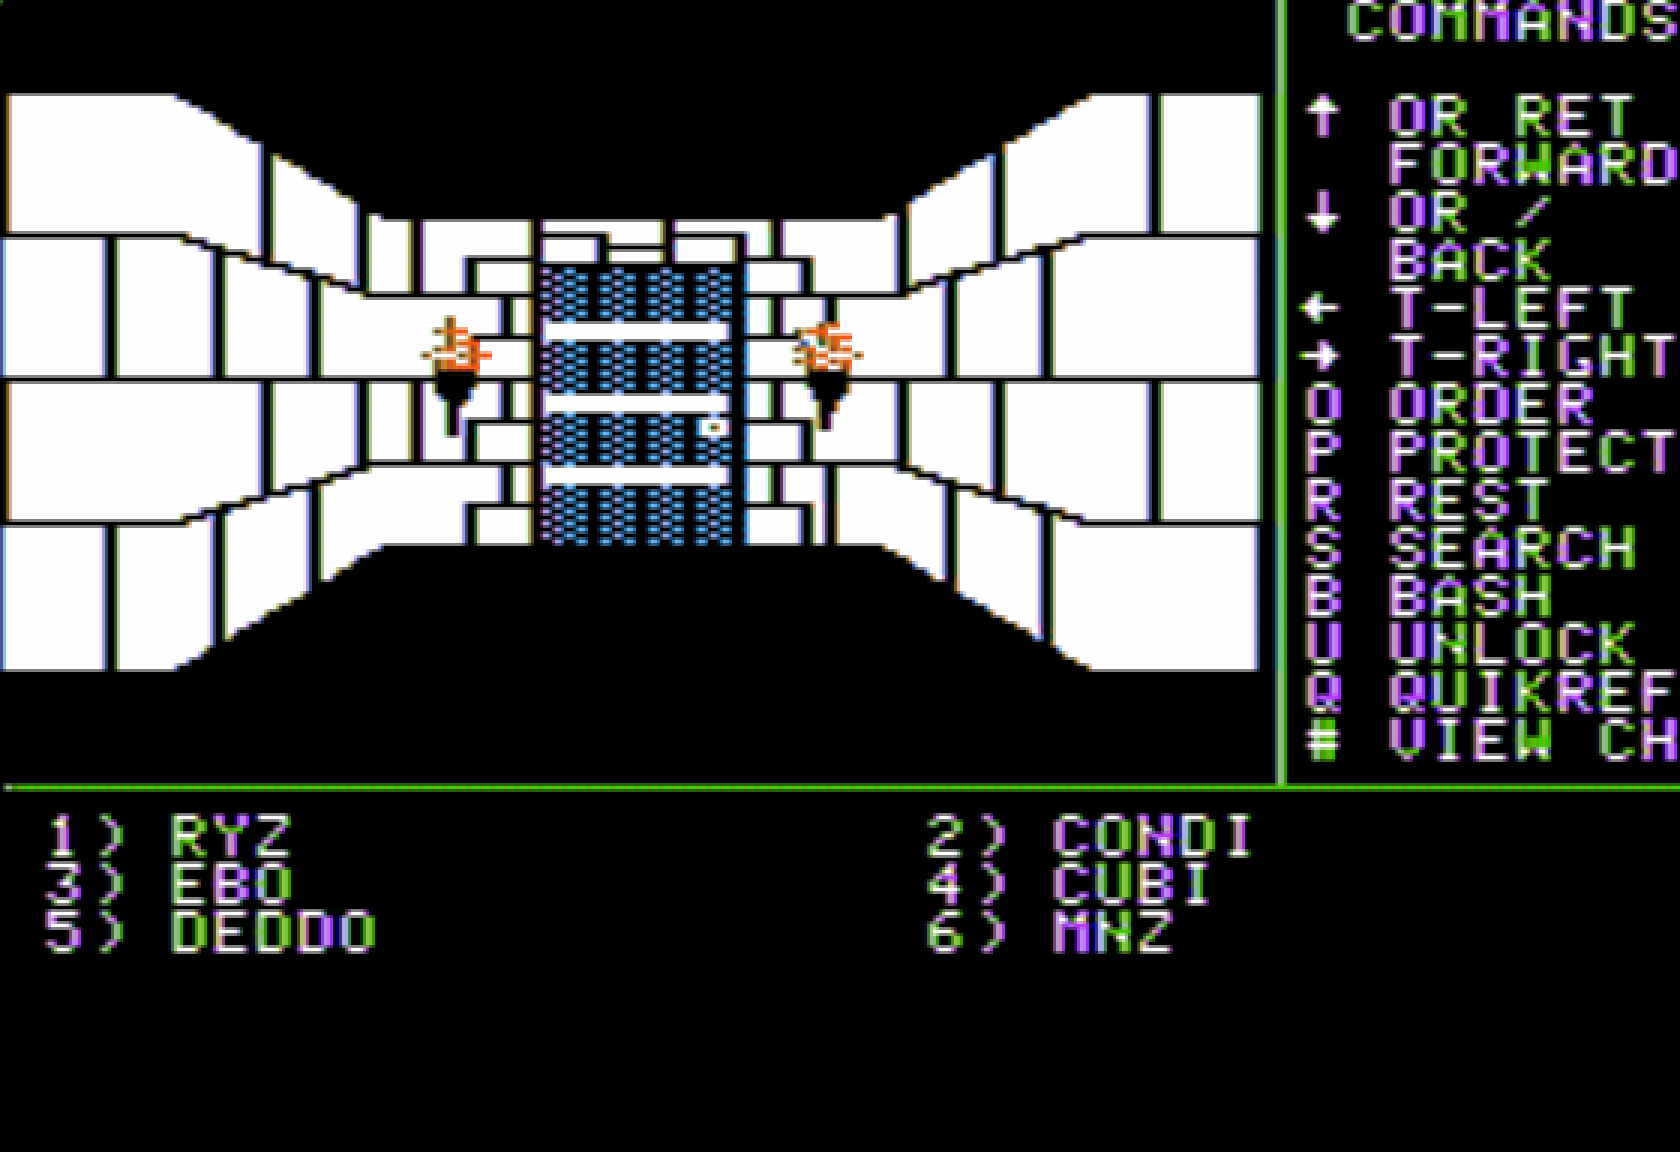 COMMANDS
↑ OR RET
FORWARD
↓ OR /
BACK
← T-LEFT
→ T-RIGHT
O ORDER
P PROTECT
R REST
S SEARCH
B BASH
U UNLOCK
Q QUIKREF
# VIEW CH
1) RYZ 2) CONDI
3) EBO 4) CUBI
5) DEDDO 6) MNZ